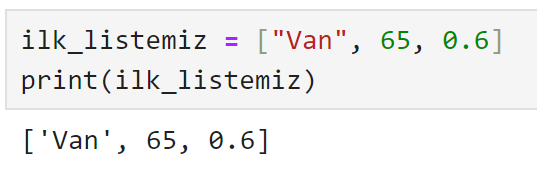 ilk_listemiz = ["Van", 65, 0.6]
print(ilk_listemiz)
['Van', 65, 0.6]